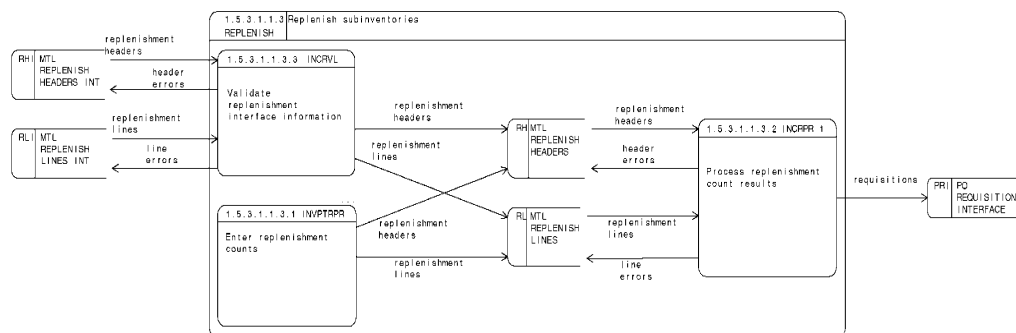 1.5.3.1.1.3 Replenish subinventories
REPLENISH
replenishment
headers
RHI MTL
REPLENISH
HEADERS INT
header
errors
replenishment
lines
RLI MTL
REPLENISH
LINES INT
line
errors
1.5.3.1.1.3.3 INCRVL
Validate
replenishment
interface information
replenishment
headers
replenishment
lines
1.5.3.1.1.3.1 INVPTRPR
Enter replenishment
counts
replenishment
headers
replenishment
lines
RH MTL
REPLENISH
HEADERS
RL MTL
REPLENISH
LINES
replenishment
headers
header
errors
replenishment
lines
line
errors
1.5.3.1.1.3.2 INCRPR 1
Process replenishment
count results
requisitions
PRI PO
REQUISITION
INTERFACE